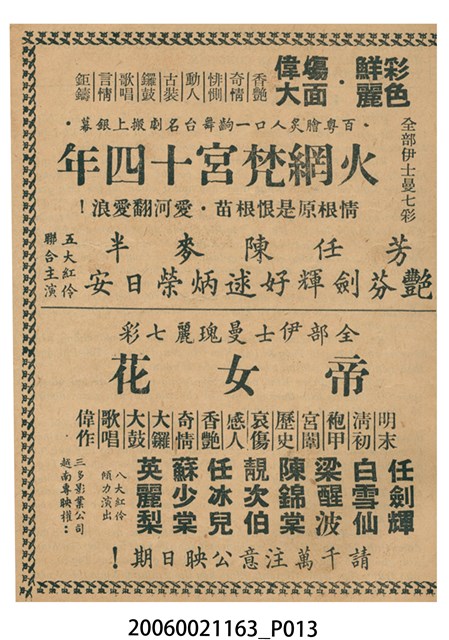 彩色鮮麗・塲面偉大
香艷 奇情 悱惻 動人 古裝 鑼鼓 歌唱 言情 鉅鑄
全部伊士曼七彩
・百粵膾炙人口一齣舞台名劇搬上銀幕・
火網梵宮十四年
情根原是恨根苗・愛河翻愛浪！
芳艷芬 任劍輝 陳好逑 麥炳榮 半日安
五大紅伶
聯合主演
全部伊士曼瑰麗七彩
帝女花
明末 清初 袍甲 宮闈 歷史 哀傷 感人 香艷 奇情 大鑼 大鼓 歌唱 偉作
任劍輝
白雪仙
梁醒波
陳錦棠
靚次伯
任冰兒
蘇少棠
英麗梨
八大紅伶
傾力演出
三多影業公司
越南專映權：
請千萬注意公映日期！
20060021163_P013